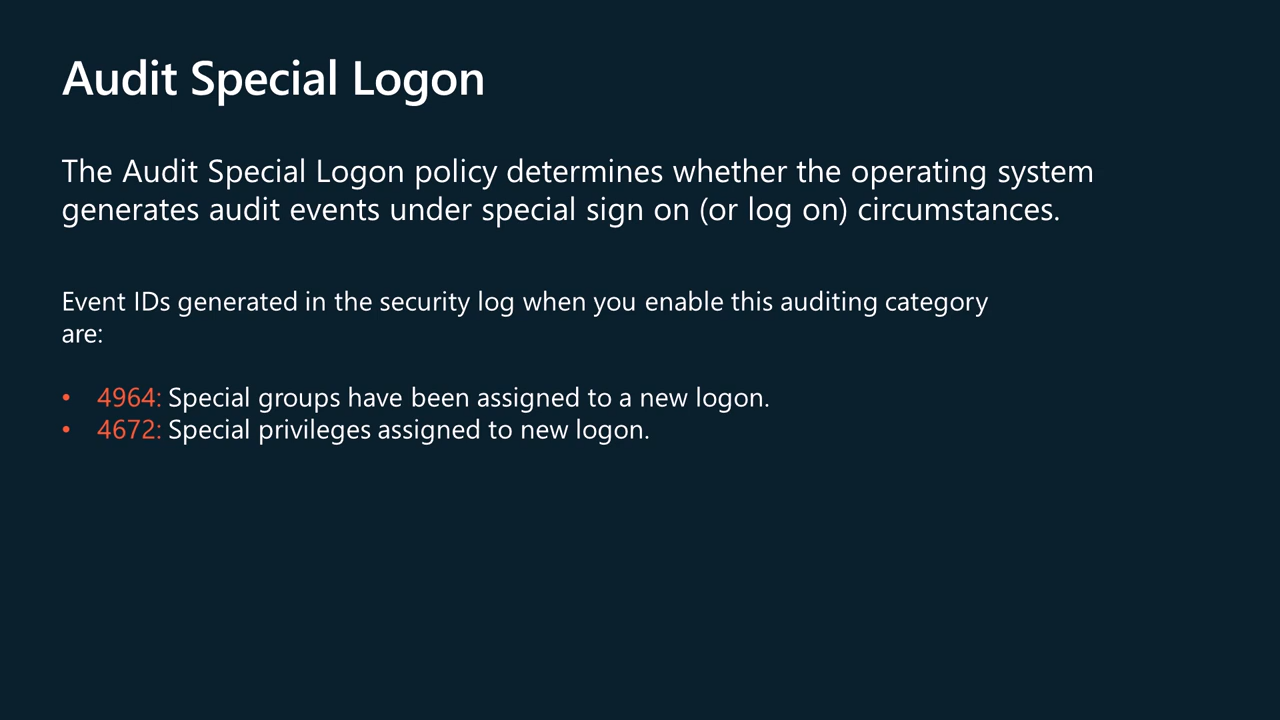 Audit Special Logon
The Audit Special Logon policy determines whether the operating system
generates audit events under special sign on (or log on) circumstances.
Event IDs generated in the security log when you enable this auditing category
are:
• 4964: Special groups have been assigned to a new logon.
• 4672: Special privileges assigned to new logon.